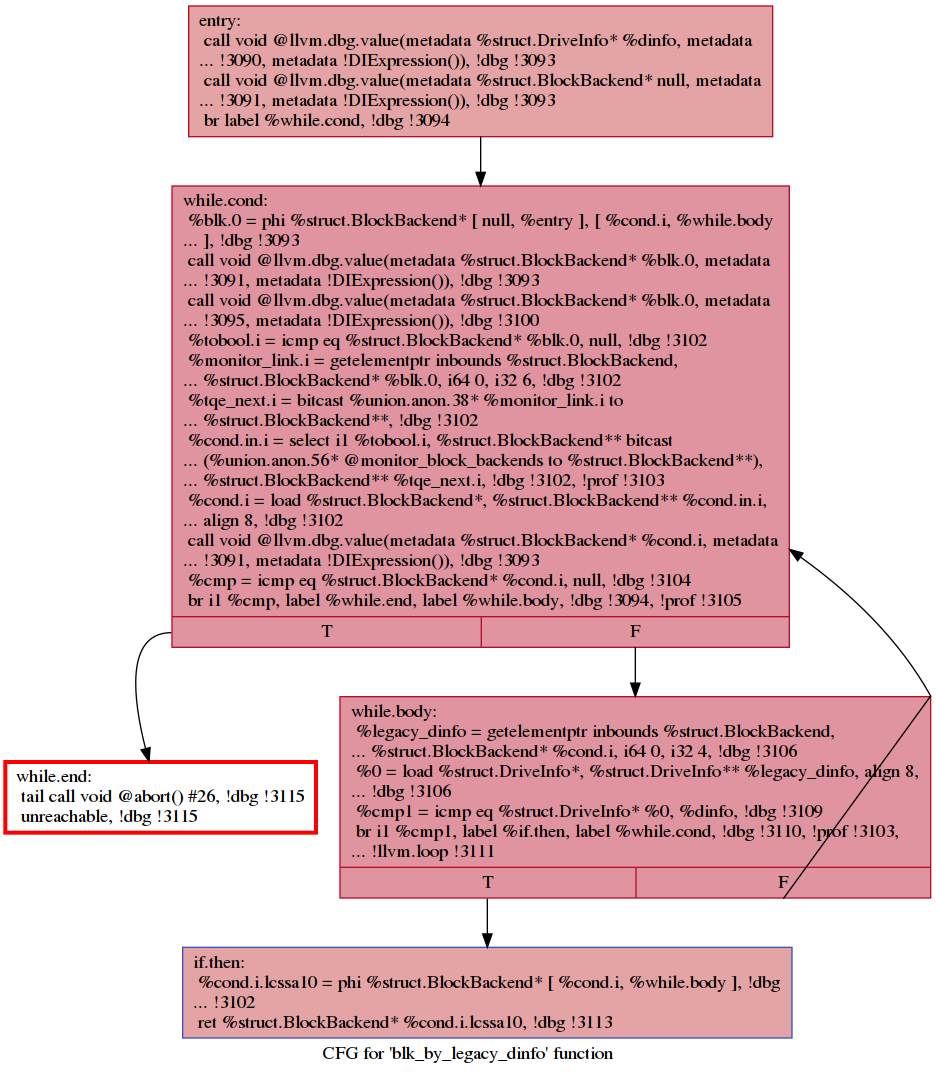 entry:
call void @llvm.dbg.value(metadata %struct.DriveInfo* %dinfo, metadata
... !3090, metadata !DIExpression()), !dbg !3093
call void @llvm.dbg.value(metadata %struct.BlockBackend* null, metadata
... !3091, metadata !DIExpression()), !dbg !3093
br label %while.cond, !dbg !3094
while.cond:
%blk.0 = phi %struct.BlockBackend* [ null, %entry ], [ %cond.i, %while.body
... ], !dbg !3093
call void @llvm.dbg.value(metadata %struct.BlockBackend* %blk.0, metadata
... !3091, metadata !DIExpression()), !dbg !3093
call void @llvm.dbg.value(metadata %struct.BlockBackend* %blk.0, metadata
... !3095, metadata !DIExpression()), !dbg !3100
%tobool.i = icmp eq %struct.BlockBackend* %blk.0, null, !dbg !3102
%monitor_link.i = getelementptr inbounds %struct.BlockBackend,
... %struct.BlockBackend* %blk.0, i64 0, i32 6, !dbg !3102
%tqe_next.i = bitcast %union.anon.38* %monitor_link.i to
... %struct.BlockBackend**, !dbg !3102
%cond.in.i = select i1 %tobool.i, %struct.BlockBackend** bitcast
... (%union.anon.56* @monitor_block_backends to %struct.BlockBackend**),
... %struct.BlockBackend** %tqe_next.i, !dbg !3102, !prof !3103
%cond.i = load %struct.BlockBackend*, %struct.BlockBackend** %cond.in.i,
... align 8, !dbg !3102
call void @llvm.dbg.value(metadata %struct.BlockBackend* %cond.i, metadata
... !3091, metadata !DIExpression()), !dbg !3093
%cmp = icmp eq %struct.BlockBackend* %cond.i, null, !dbg !3104
br i1 %cmp, label %while.end, label %while.body, !dbg !3094, !prof !3105
T
F
while.body:
%legacy_dinfo = getelementptr inbounds %struct.BlockBackend,
... %struct.BlockBackend* %cond.i, i64 0, i32 4, !dbg !3106
%0 = load %struct.DriveInfo*, %struct.DriveInfo** %legacy_dinfo, align 8,
... !dbg !3106
%cmp1 = icmp eq %struct.DriveInfo* %0, %dinfo, !dbg !3109
br i1 %cmp1, label %if.then, label %while.cond, !dbg !3110, !prof !3103,
... !llvm.loop !3111
T
F
while.end:
tail call void @abort() #26, !dbg !3115
unreachable, !dbg !3115
if.then:
%cond.i.lcssa10 = phi %struct.BlockBackend* [ %cond.i, %while.body ], !dbg
... !3102
ret %struct.BlockBackend* %cond.i.lcssa10, !dbg !3113
CFG for 'blk_by_legacy_dinfo' function